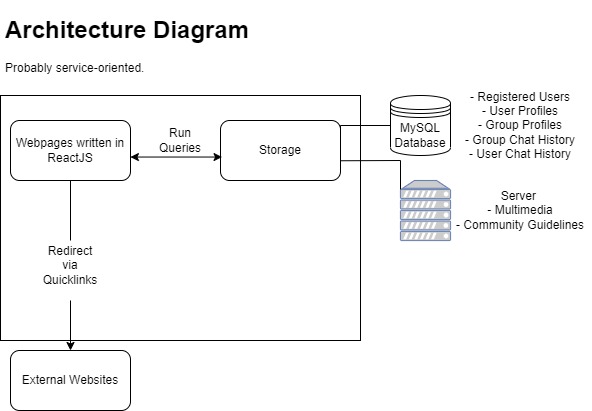 Architecture Diagram
Probably service-oriented.
Webpages written in
ReactJS
Run
Queries
Storage
MySQL
Database
- Registered Users
- User Profiles
- Group Profiles
- Group Chat History
- User Chat History
Server
- Multimedia
- Community Guidelines
Redirect
via
Quicklinks
External Websites